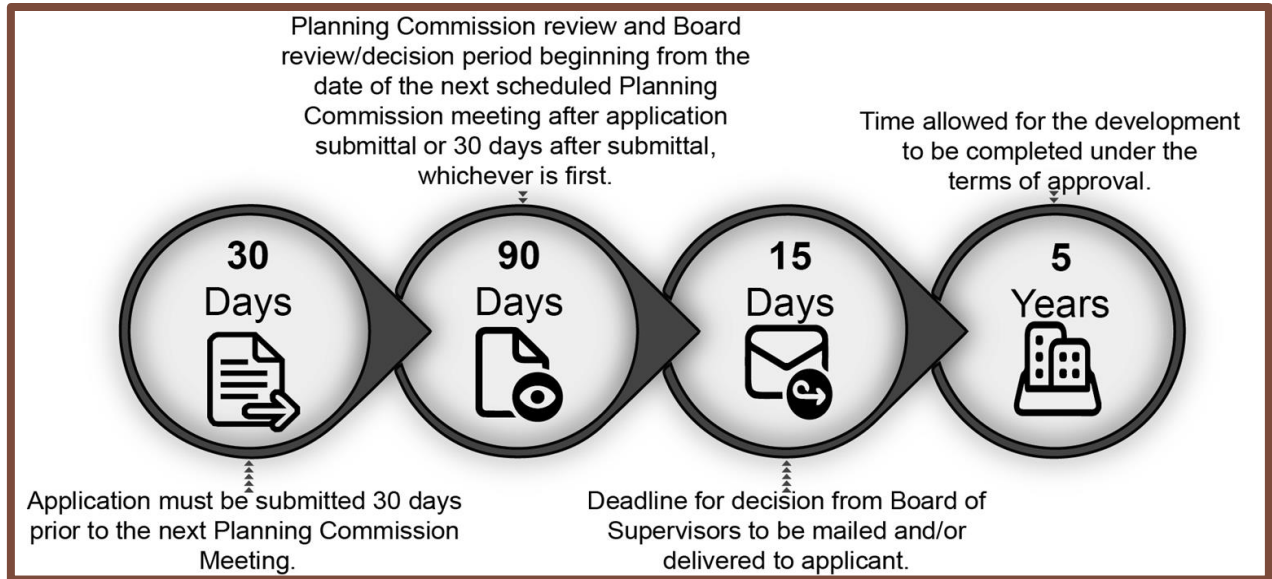 Planning Commission review and Board
review/decision period beginning from the
date of the next scheduled Planning
Commission meeting after application
submittal or 30 days after submittal,
whichever is first.
Time allowed for the development
to be completed under the
terms of approval.
30
Days
90
Days
15
Days
5
Years
Application must be submitted 30 days
prior to the next Planning Commission
Meeting.
Deadline for decision from Board of
Supervisors to be mailed and/or
delivered to applicant.